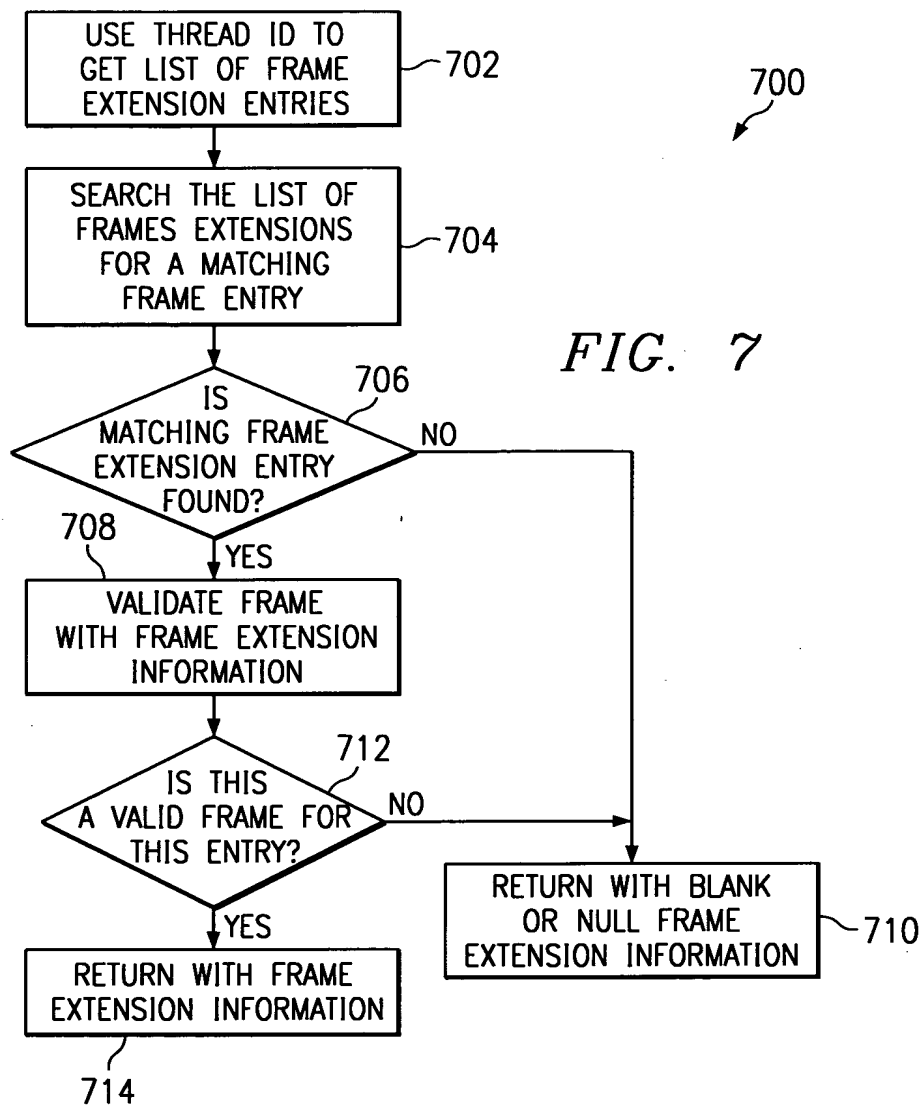 USE THREAD ID TO
GET LIST OF FRAME
EXTENSION ENTRIES
702
700
SEARCH THE LIST OF
FRAMES EXTENSIONS
FOR A MATCHING
FRAME ENTRY
704
FIG. 7
706
IS
MATCHING FRAME
EXTENSION ENTRY
FOUND?
NO
708
YES
VALIDATE FRAME
WITH FRAME EXTENSION
INFORMATION
712
IS THIS
A VALID FRAME FOR
THIS ENTRY?
NO
RETURN WITH BLANK
OR NULL FRAME
EXTENSION INFORMATION
710
YES
RETURN WITH FRAME
EXTENSION INFORMATION
714